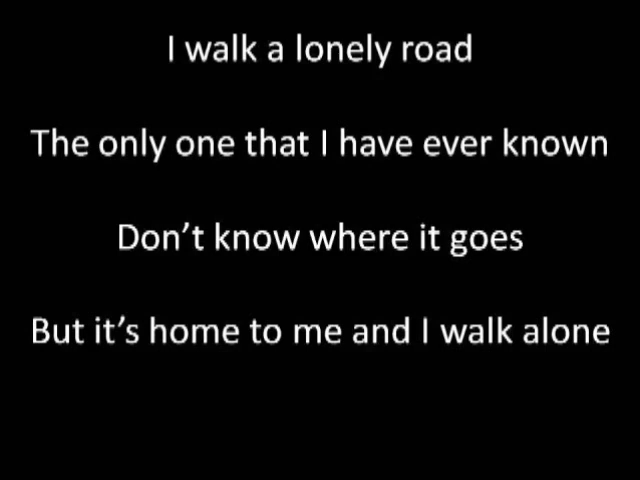 I walk a lonely road
The only one that I have ever known
Don’t know where it goes
But it’s home to me and I walk alone